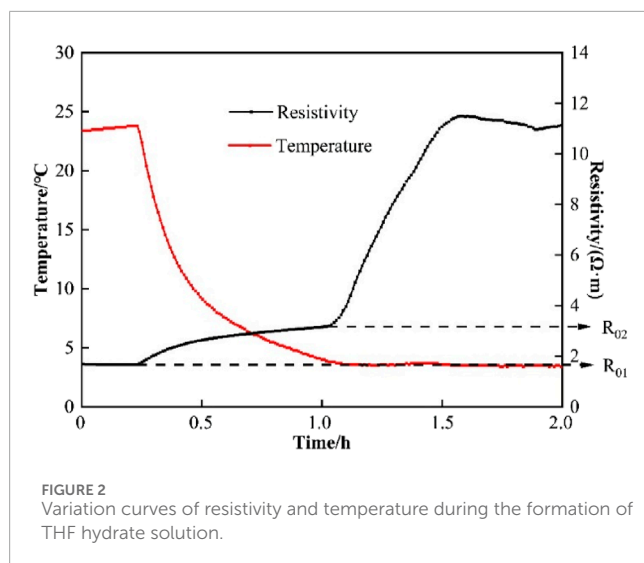 30
25
20
15
10
5
0
Temperature/℃
Resistivity
Temperature
14
12
10
8
6
4
2
0
Resistivity/(Ω·m)
R02
R01
0
0.5
1.0
1.5
2.0
Time/h
FIGURE 2
Variation curves of resistivity and temperature during the formation of
THF hydrate solution.